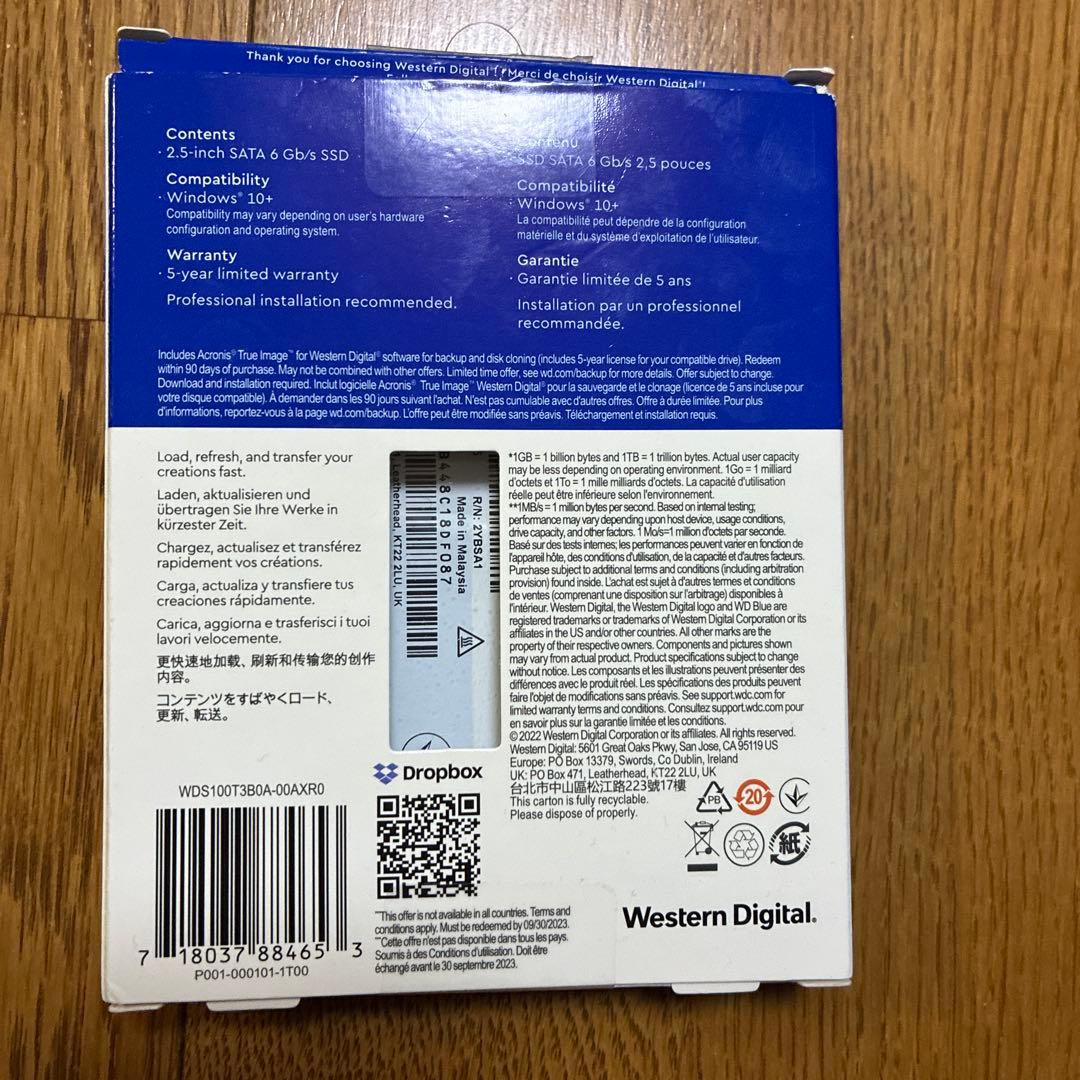 Thank you for choosing Western Digital
Merci de choisir Western Digital
Contents
· 2.5-inch SATA 6 Gb/s SSD
Compatibility
· Windows® 10+
Compatibility may vary depending on user's hardware
configuration and operating system.
Warranty
· 5-year limited warranty
Professional installation recommended.
Contenu
SSD SATA 6 Gb/s 2,5 pouces
Compatibilité
· Windows® 10+
La compatibilité peut dépendre de la configuration
matérielle et du système d'exploitation de l'utilisateur.
Garantie
· Garantie limitée de 5 ans
Installation par un professionnel
recommandée.
Includes Acronis® True Image™ for Western Digital® software for backup and disk cloning (includes 5-year license for your compatible drive). Redeem
within 90 days of purchase. May not be combined with other offers. Limited time offer, see wd.com/backup for more details. Offer subject to change.
Download and installation required. Inclut logicielle Acronis® True Image™ Western Digital® pour la sauvegarde et le clonage (licence de 5 ans incluse pour
votre disque compatible). À demander dans les 90 jours suivant l'achat. N'est pas cumulable avec d'autres offres. Offre à durée limitée. Pour plus
d'informations, reportez-vous à la page wd.com/backup. L'offre peut être modifiée sans préavis. Téléchargement et installation requis.
Load, refresh, and transfer your
creations fast.
Laden, aktualisieren und
übertragen Sie Ihre Werke in
kürzester Zeit.
Chargez, actualisez et transférez
rapidement vos créations.
Carga, actualiza y transfiere tus
creaciones rápidamente.
Carica, aggiorna e trasferisci i tuoi
lavori velocemente.
更快速地加载、刷新和传输您的创作
内容。
コンテンツをすばやくロード、
更新、転送。
R/N: 2YBSA1
Made in Malaysia
B448C18DF087
Leatherhead, KT22 2LU, UK
*1GB = 1 billion bytes and 1TB = 1 trillion bytes. Actual user capacity
may be less depending on operating environment. 1Go = 1 milliard
d'octets et 1To = 1 mille milliards d'octets. La capacité d'utilisation
réelle peut être inférieure selon l'environnement.
**1MB/s = 1 million bytes per second. Based on internal testing;
performance may vary depending upon host device, usage conditions,
drive capacity, and other factors. 1 Mo/s=1 million d'octets par seconde.
Basé sur des tests internes; les performances peuvent varier en fonction de
l'appareil hôte, des conditions d'utilisation, de la capacité et d'autres facteurs.
Purchase subject to additional terms and conditions (including arbitration
provision) found inside. L'achat est sujet à d'autres termes et conditions
de ventes (comprenant une disposition sur l'arbitrage) disponibles à
l'intérieur. Western Digital, the Western Digital logo and WD Blue are
registered trademarks or trademarks of Western Digital Corporation or its
affiliates in the US and/or other countries. All other marks are the
property of their respective owners. Components and pictures shown
may vary from actual product. Product specifications subject to change
without notice. Les composants et les illustrations peuvent présenter des
différences avec le produit réel. Les spécifications des produits peuvent
faire l'objet de modifications sans préavis. See support.wdc.com for
limited warranty terms and conditions. Consultez support.wdc.com pour
en savoir plus sur la garantie limitée et les conditions.
© 2022 Western Digital Corporation or its affiliates. All rights reserved.
Western Digital: 5601 Great Oaks Pkwy, San Jose, CA 95119 US
Europe: PO Box 13379, Swords, Co Dublin, Ireland
UK: PO Box 471, Leatherhead, KT22 2LU, UK
台北市中山區松江路223號17樓
This carton is fully recyclable.
Please dispose of properly.
PB
20
紙
WDS100T3B0A-00AXR0
7 18037 88465 3
P001-000101-1T00
Dropbox
™This offer is not available in all countries. Terms and
conditions apply. Must be redeemed by 09/30/2023.
™Cette offre n'est pas disponible dans tous les pays.
Soumis à des Conditions d'utilisation. Doit être
échangé avant le 30 septembre 2023.
Western Digital®